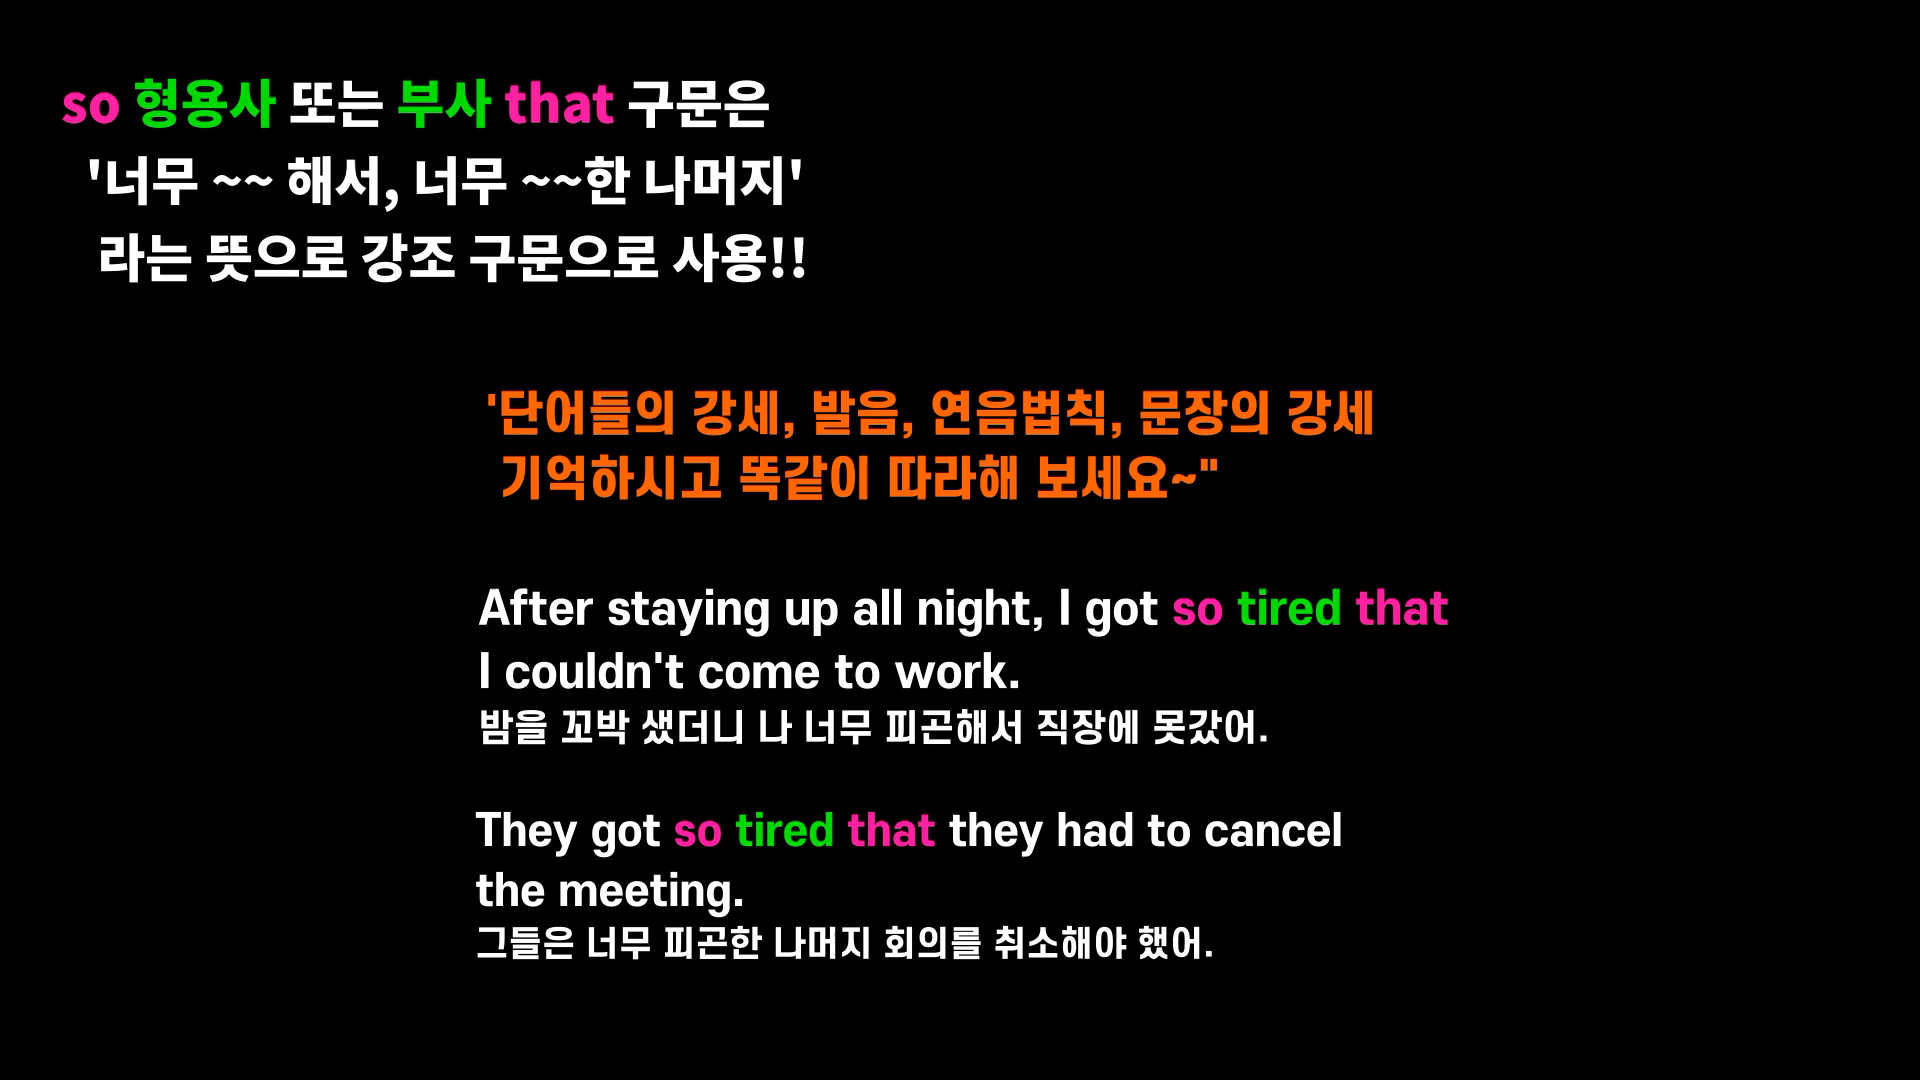 so 형용사 또는 부사 that 구문은
'너무 ~~ 해서, 너무 ~~한 나머지'
라는 뜻으로 강조 구문으로 사용!!
'단어들의 강세, 발음, 연음법칙, 문장의 강세
기억하시고 똑같이 따라해 보세요~"
After staying up all night, I got so tired that
I couldn't come to work.
밤을 꼬박 샜더니 나 너무 피곤해서 직장에 못갔어.
They got so tired that they had to cancel
the meeting.
그들은 너무 피곤한 나머지 회의를 취소해야 했어.